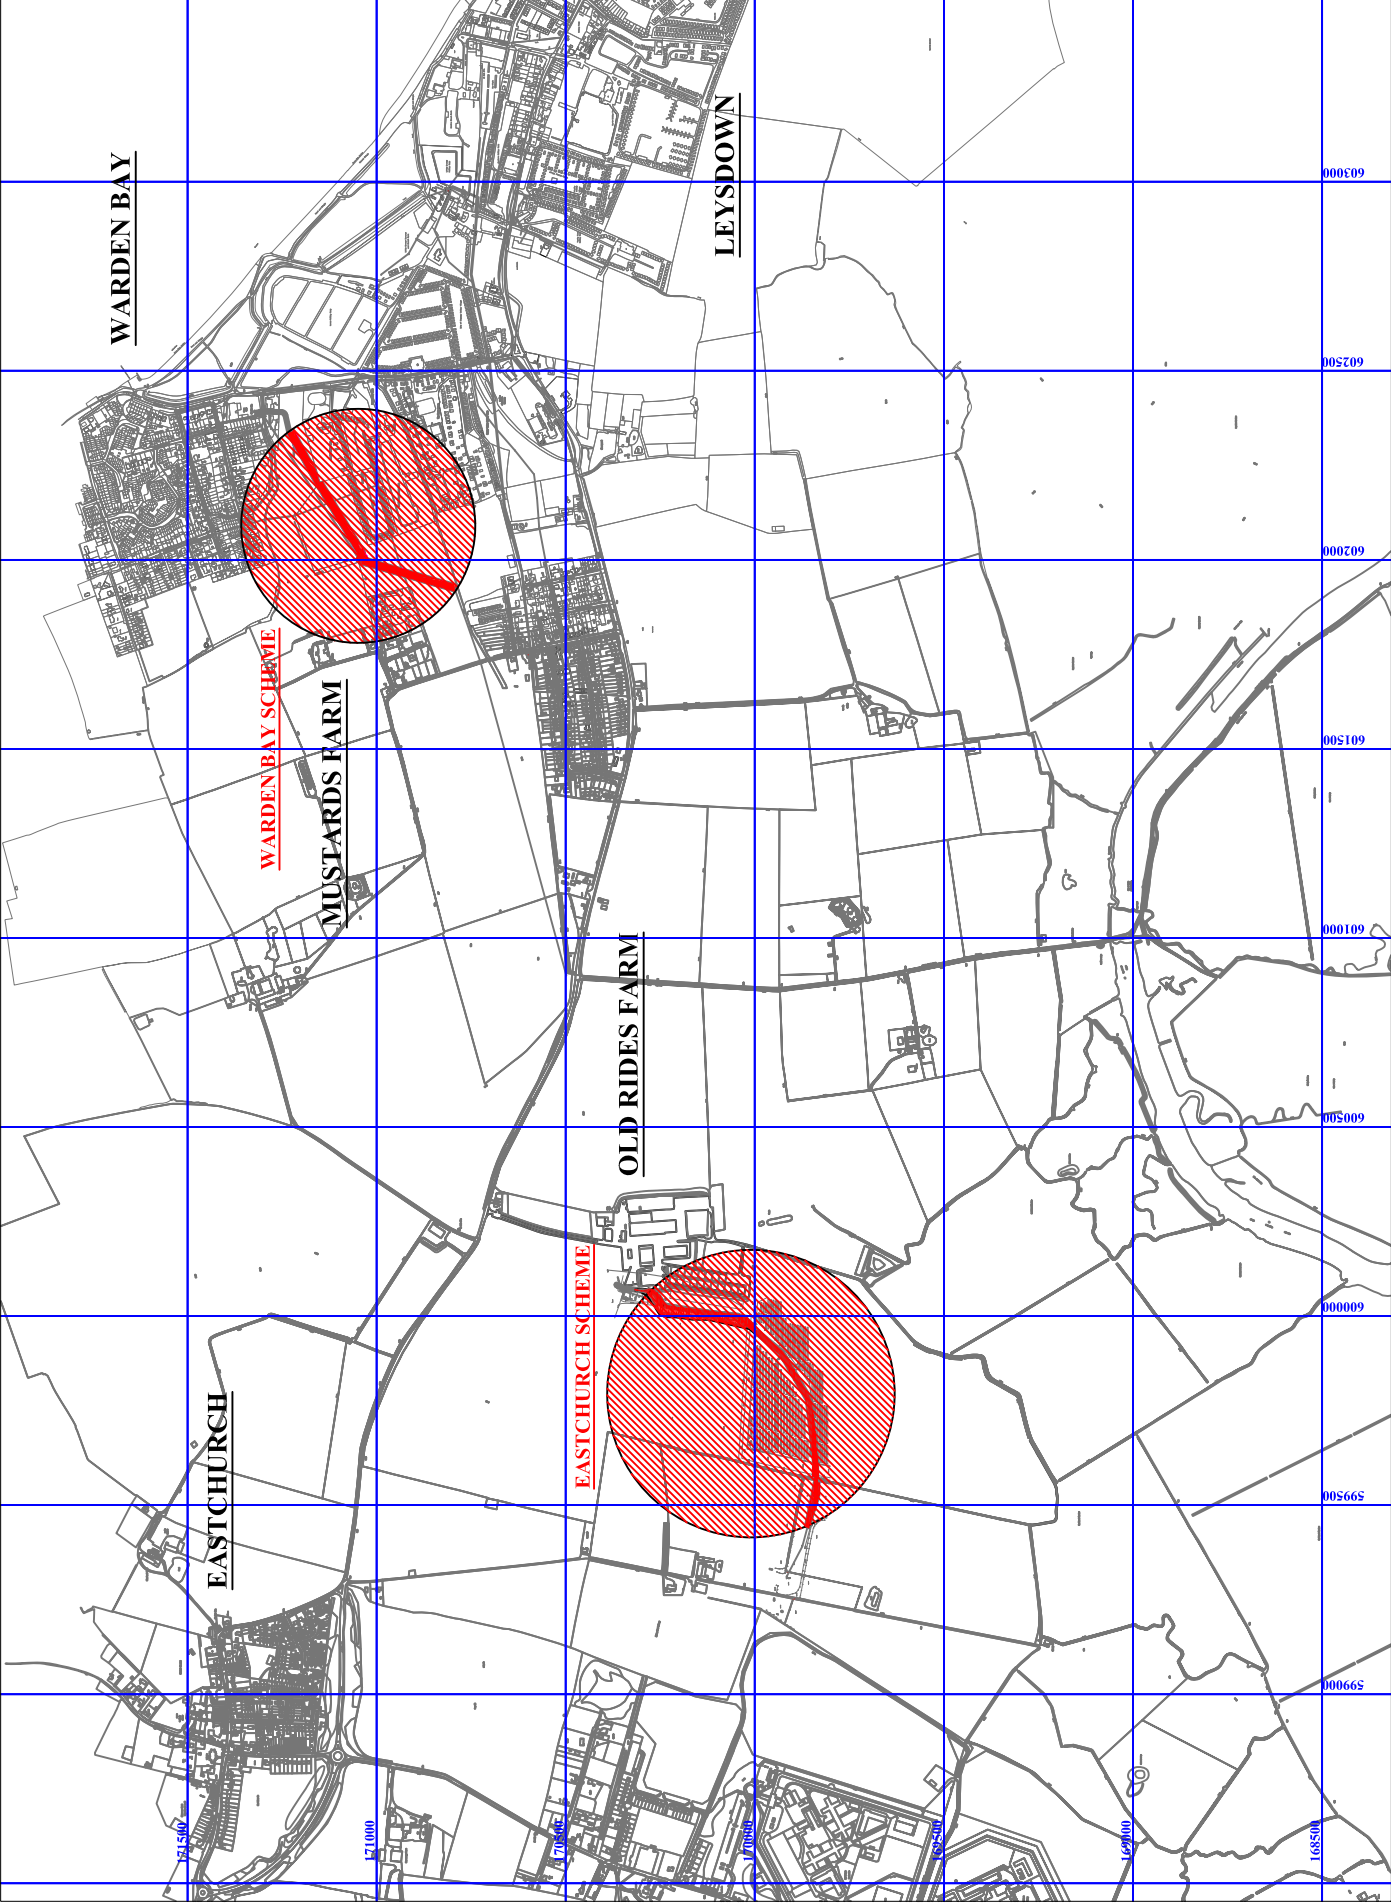 WARDEN BAY
LEYSDOWN
WARDEN BAY SCHEME
MUSTARDS FARM
OLD RIDES FARM
EASTCHURCH SCHEME
EASTCHURCH
603000
602500
602000
601500
601000
600500
600000
599500
599000
171500
171000
170500
170000
169500
169000
168500